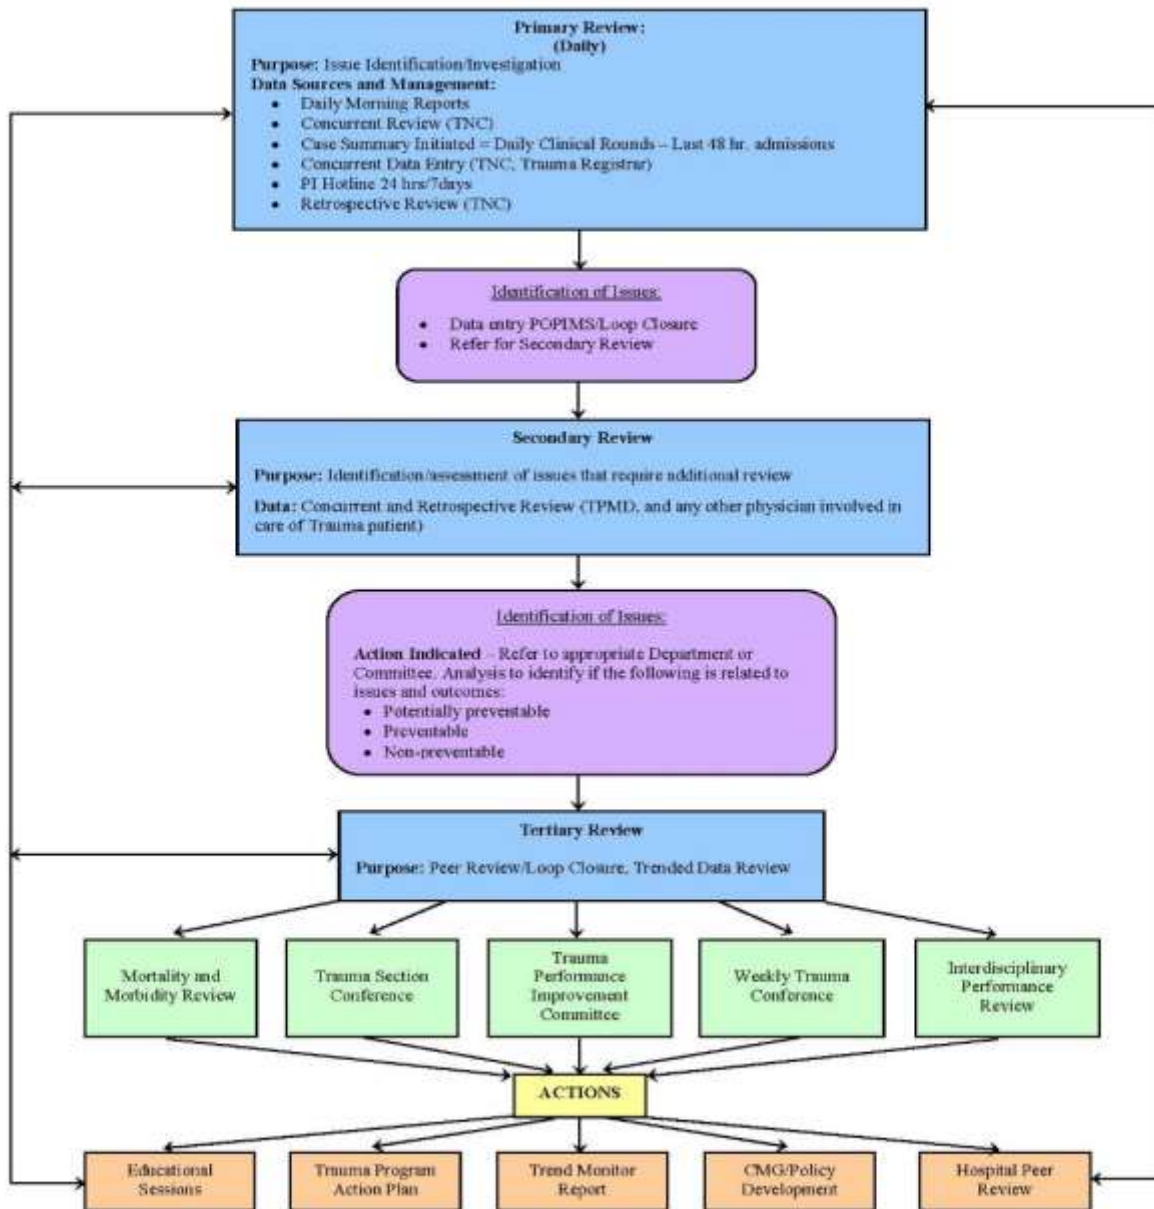 Primary Review:
(Daily)
Purpose: Issue Identification/Investigation
Data Sources and Management:
• Daily Morning Reports
• Concurrent Review (TNC)
• Case Summary Initiated = Daily Clinical Rounds – Last 48 hr. admissions
• Concurrent Data Entry (TNC, Trauma Registrar)
• PI Hotline 24 hrs/7days
• Retrospective Review (TNC)
Identification of Issues:
• Data entry POPIMS/Loop Closure
• Refer for Secondary Review
Secondary Review
Purpose: Identification/assessment of issues that require additional review
Data: Concurrent and Retrospective Review (TPMD, and any other physician involved in
care of Trauma patient)
Identification of Issues:
Action Indicated – Refer to appropriate Department or
Committee. Analysis to identify if the following is related to
issues and outcomes:
• Potentially preventable
• Preventable
• Non-preventable
Tertiary Review
Purpose: Peer Review/Loop Closure, Trended Data Review
Mortality and
Morbidity Review
Trauma Section
Conference
Trauma
Performance
Improvement
Committee
Weekly Trauma
Conference
Interdisciplinary
Performance
Review
ACTIONS
Educational
Sessions
Trauma Program
Action Plan
Trend Monitor
Report
CMG/Policy
Development
Hospital Peer
Review